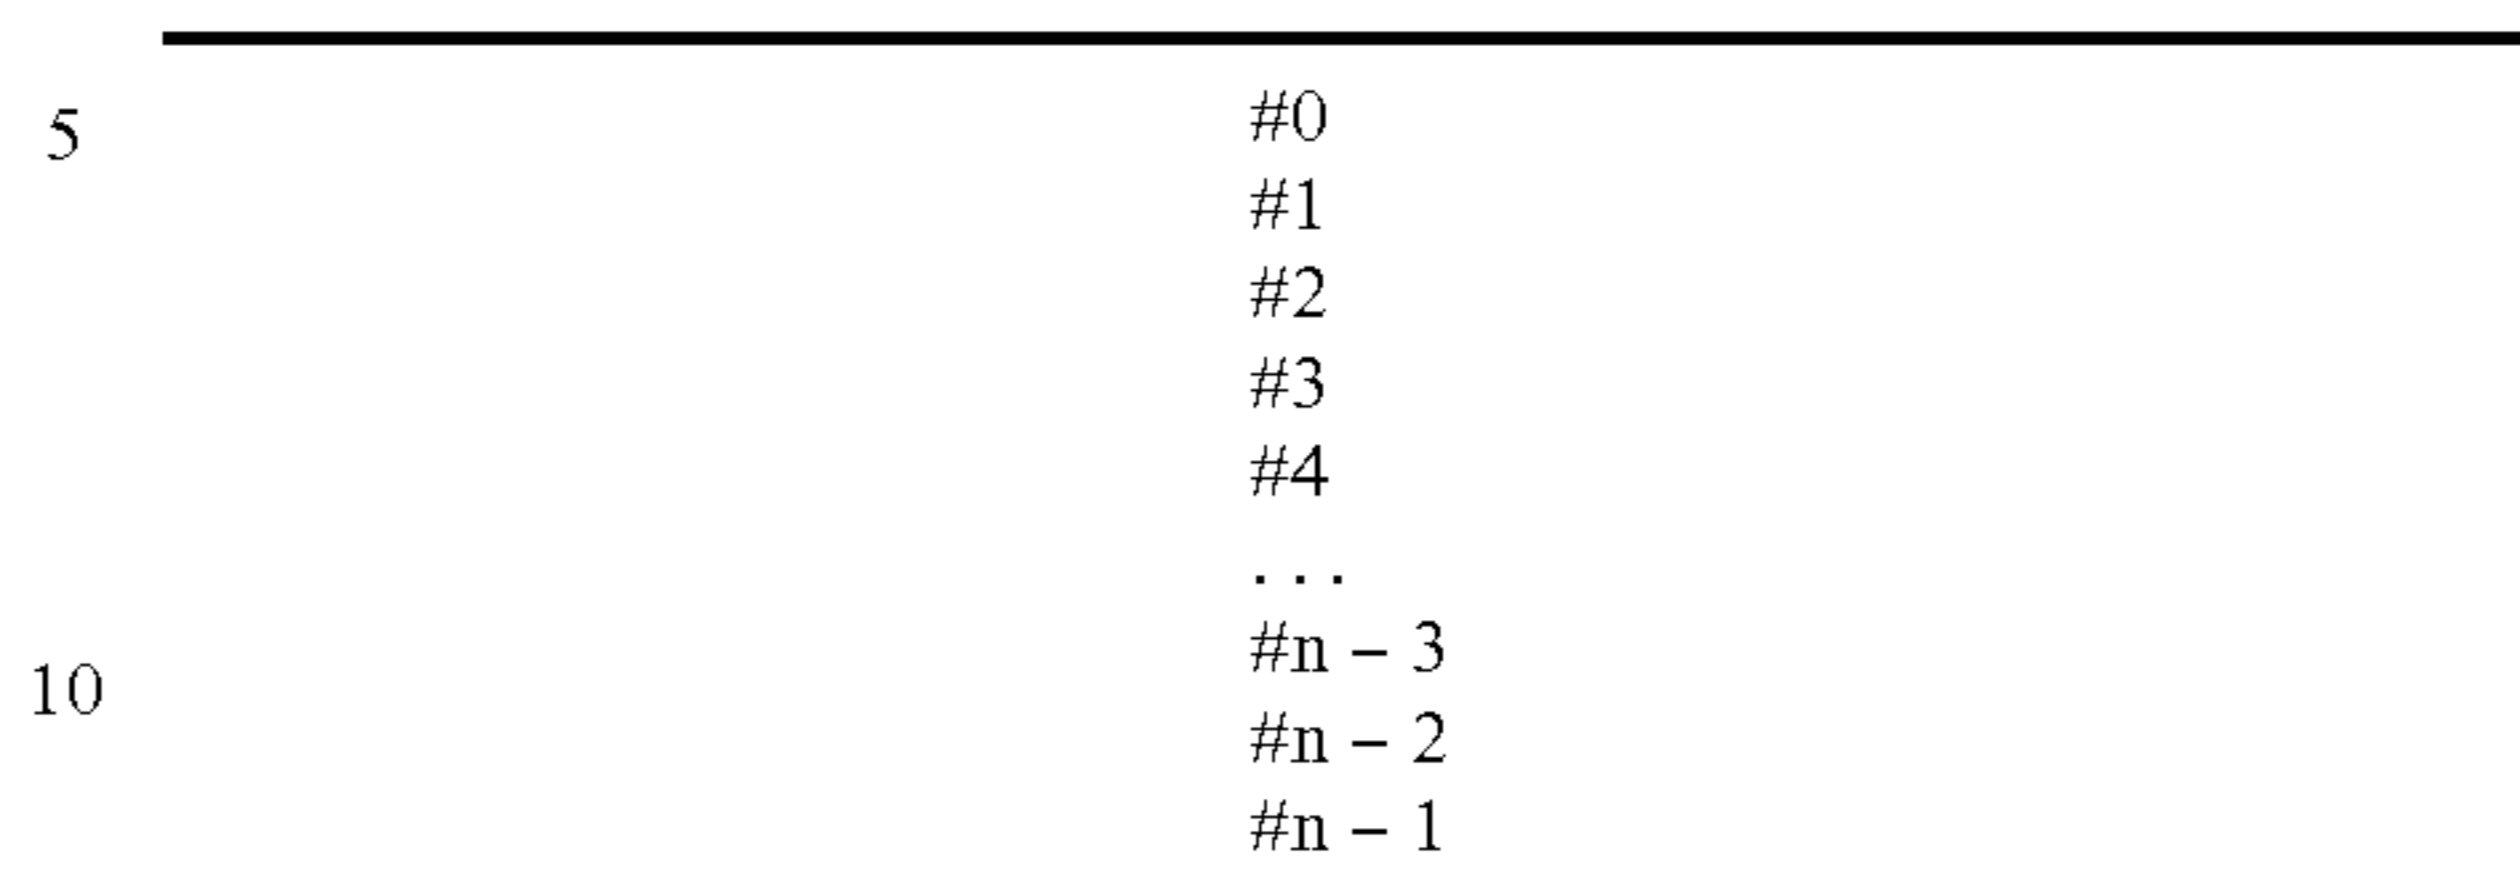 5
#0
#1
#2
#3
#4
. . .
#n – 3
10
#n – 2
#n – 1